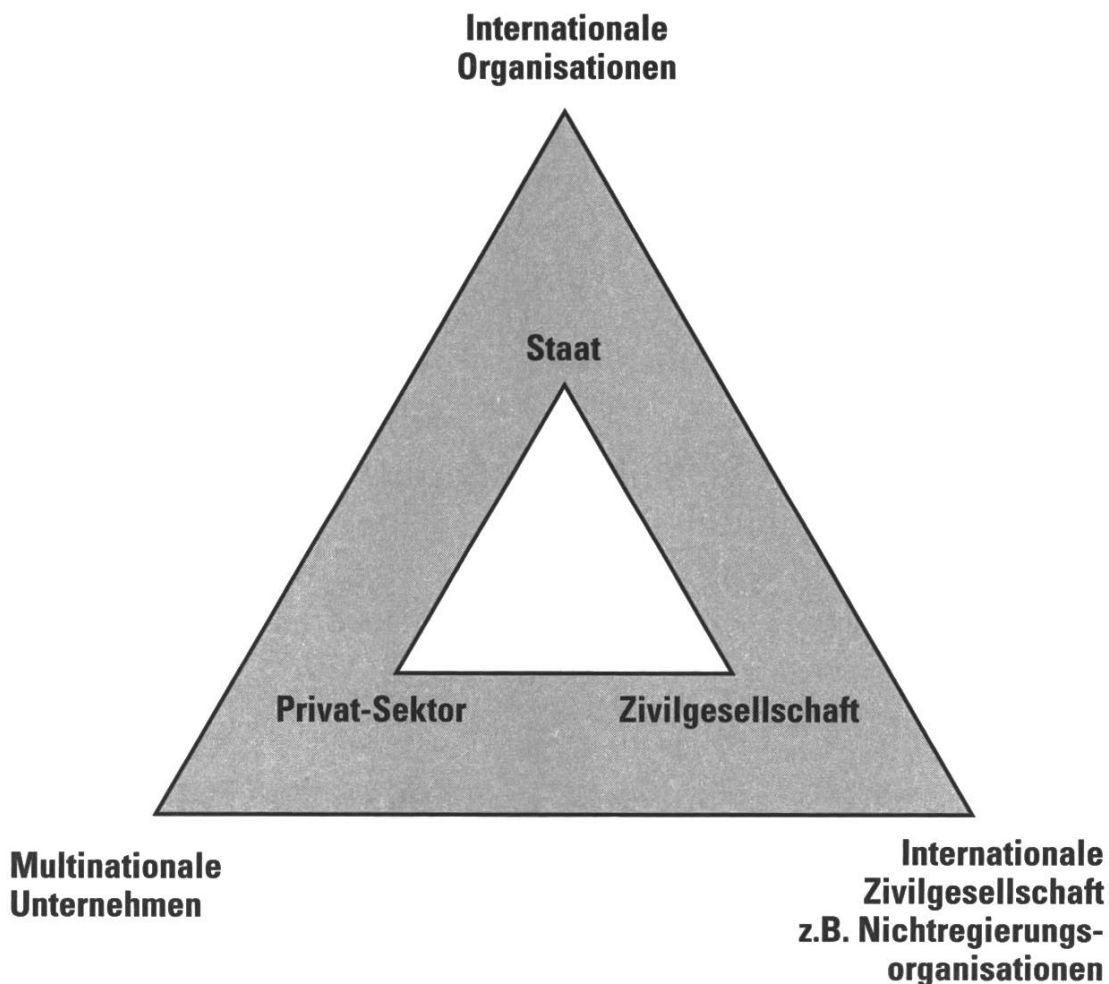 Internationale
Organisationen
Staat
Privat-Sektor
Zivilgesellschaft
Multinationale
Unternehmen
Internationale
Zivilgesellschaft
z.B. Nichtregierungs-
organisationen